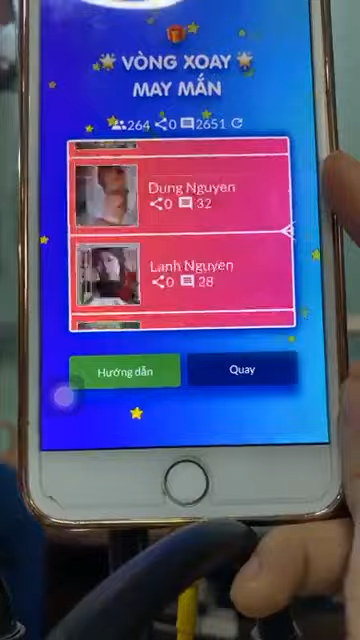 VÒNG XOAY
MAY MẮN
264 0 2651
Dung Nguyen
0 32
Lanh Nguyen
0 28
Hướng dẫn
Quay